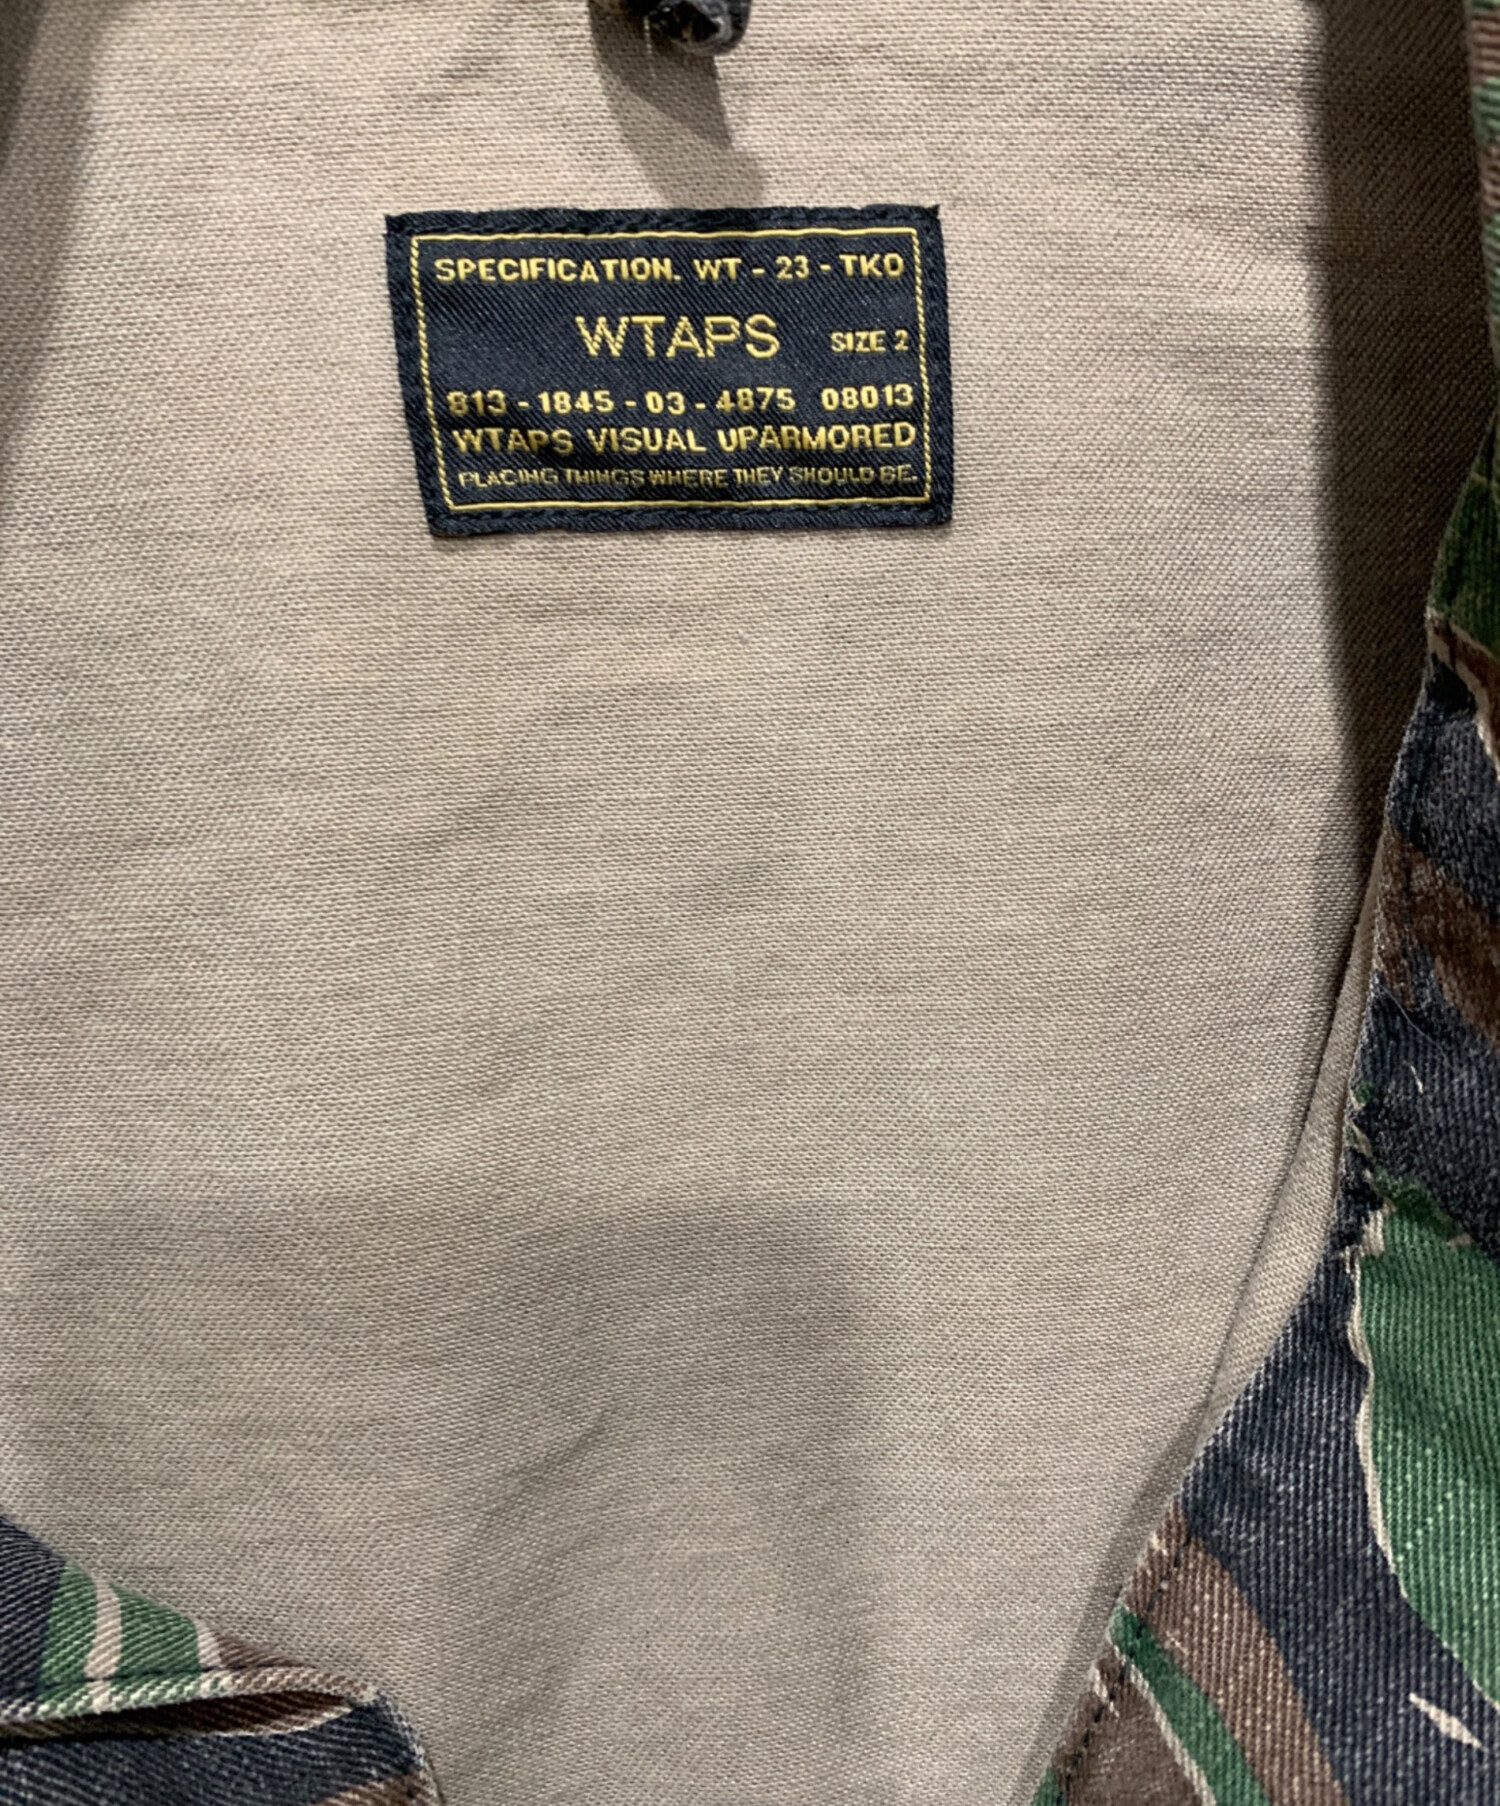 SPECIFICATION. WT - 23 - TKO
WTAPS SIZE 2
813 - 1845 - 03 - 4875 08013
WTAPS VISUAL UPARMORED
PLACING THINGS WHERE THEY SHOULD BE.